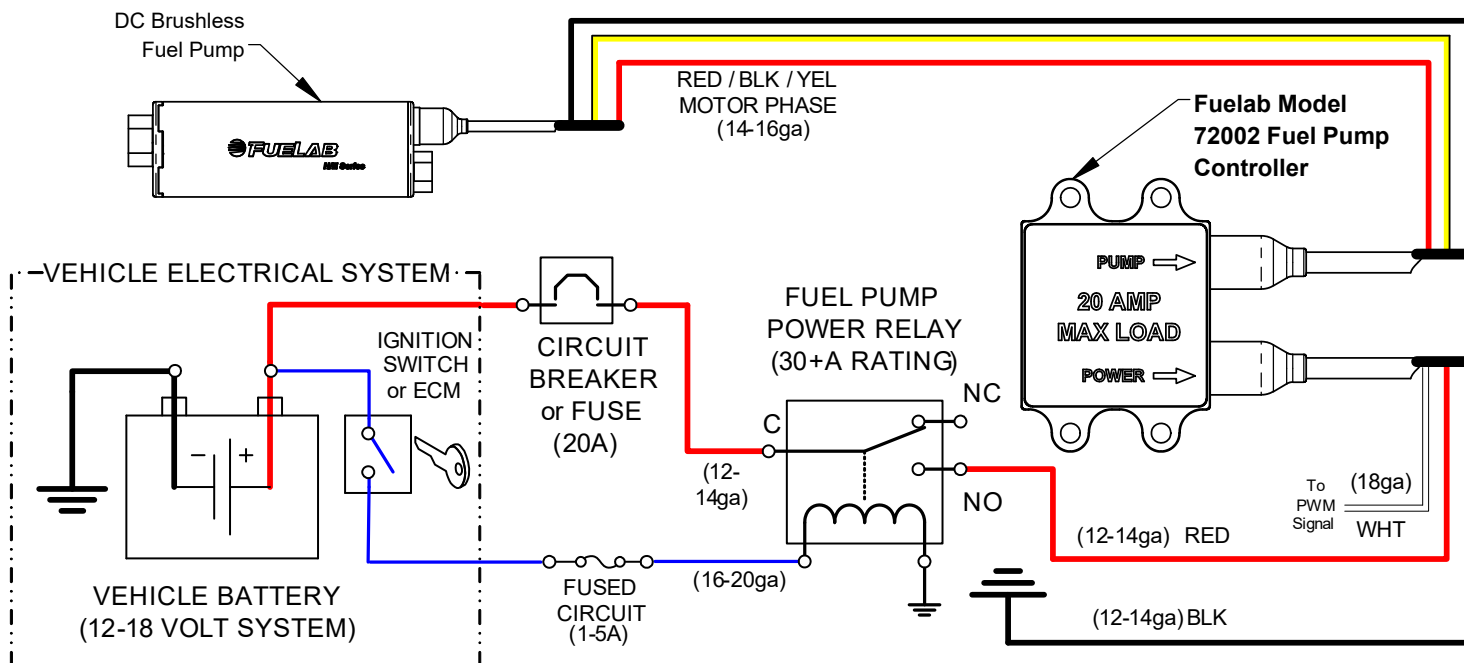 DC Brushless
Fuel Pump
FUELAB
RED / BLK / YEL
MOTOR PHASE
(14-16ga)
Fuelab Model
72002 Fuel Pump
Controller
PUMP
20 AMP
MAX LOAD
POWER
VEHICLE ELECTRICAL SYSTEM
IGNITION
SWITCH
or ECM
CIRCUIT
BREAKER
or FUSE
(20A)
FUEL PUMP
POWER RELAY
(30+A RATING)
C
NC
NO
(12-
14ga)
- +
To
PWM
Signal
(18ga)
WHT
(12-14ga) RED
(16-20ga)
FUSED
CIRCUIT
(1-5A)
VEHICLE BATTERY
(12-18 VOLT SYSTEM)
(12-14ga) BLK